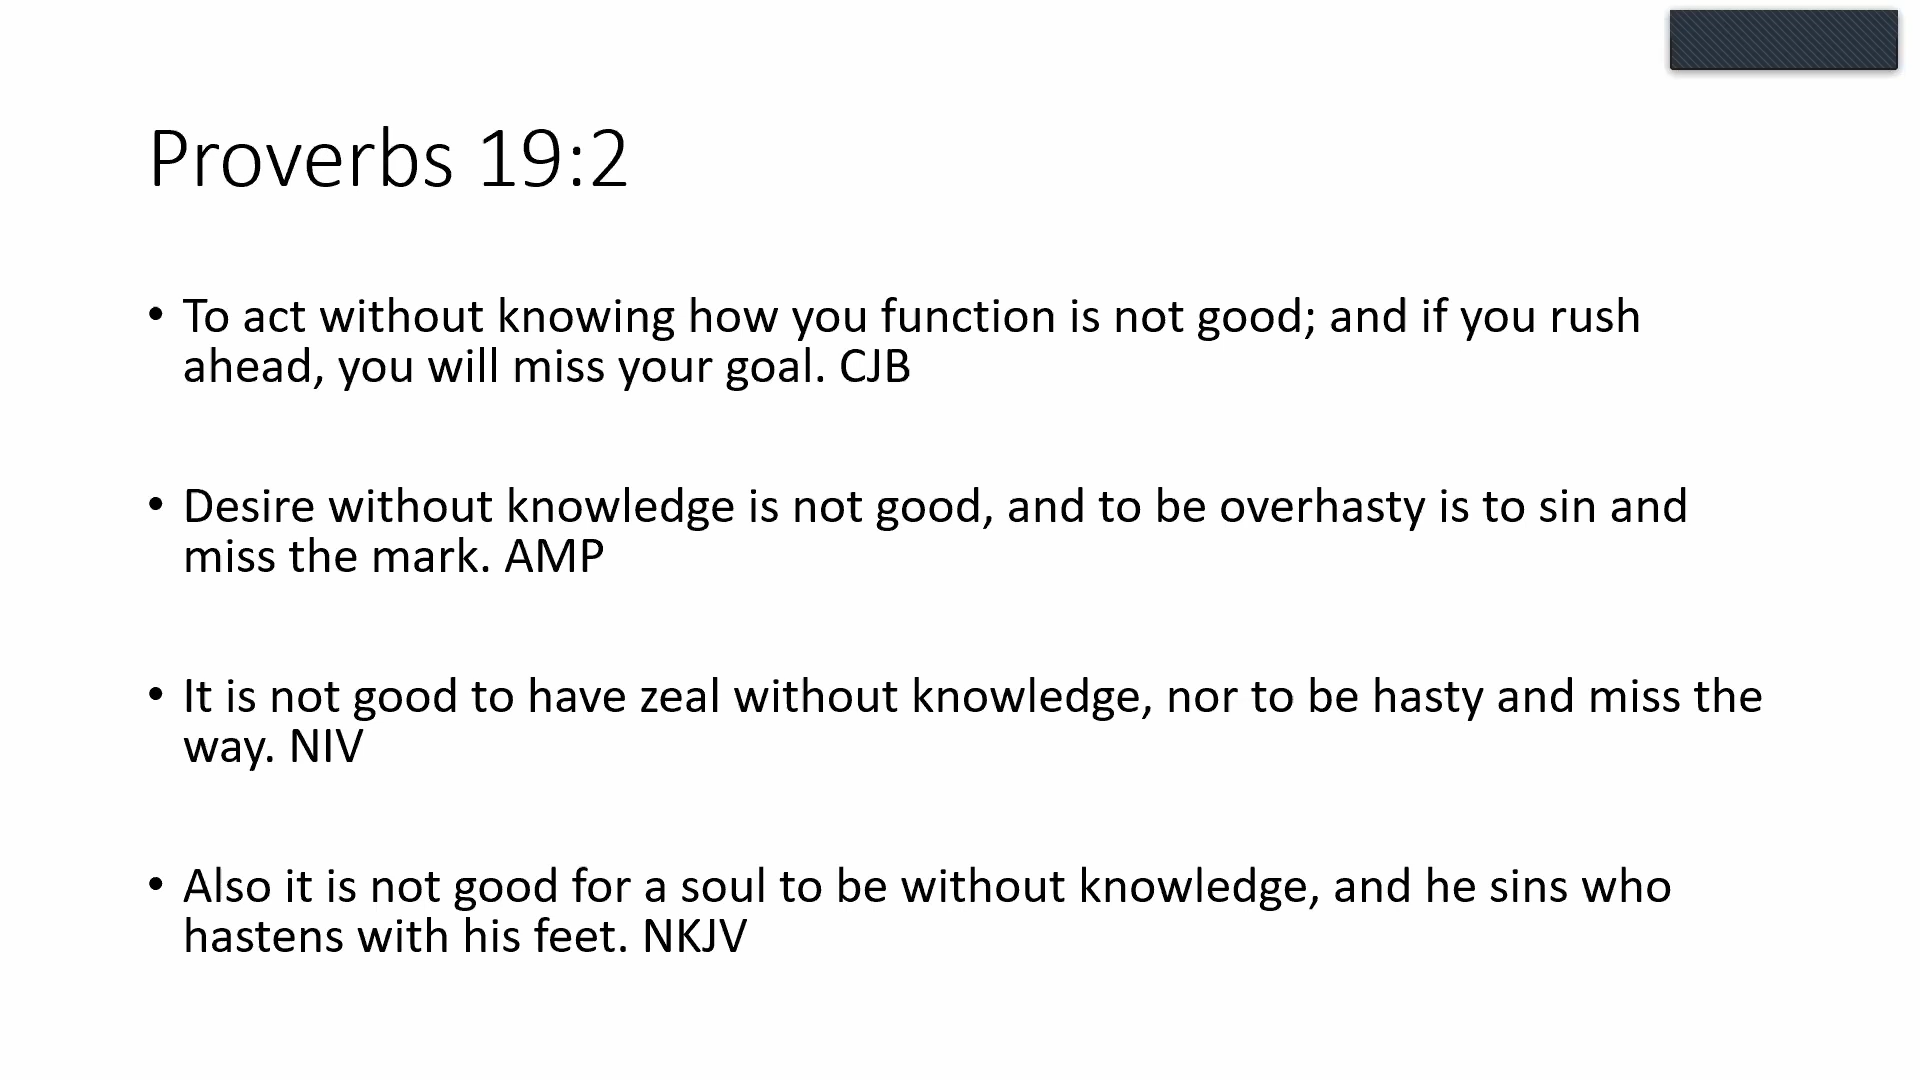 Proverbs 19:2
• To act without knowing how you function is not good; and if you rush
ahead, you will miss your goal. CJB
• Desire without knowledge is not good, and to be overhasty is to sin and
miss the mark. AMP
• It is not good to have zeal without knowledge, nor to be hasty and miss the
way. NIV
• Also it is not good for a soul to be without knowledge, and he sins who
hastens with his feet. NKJV